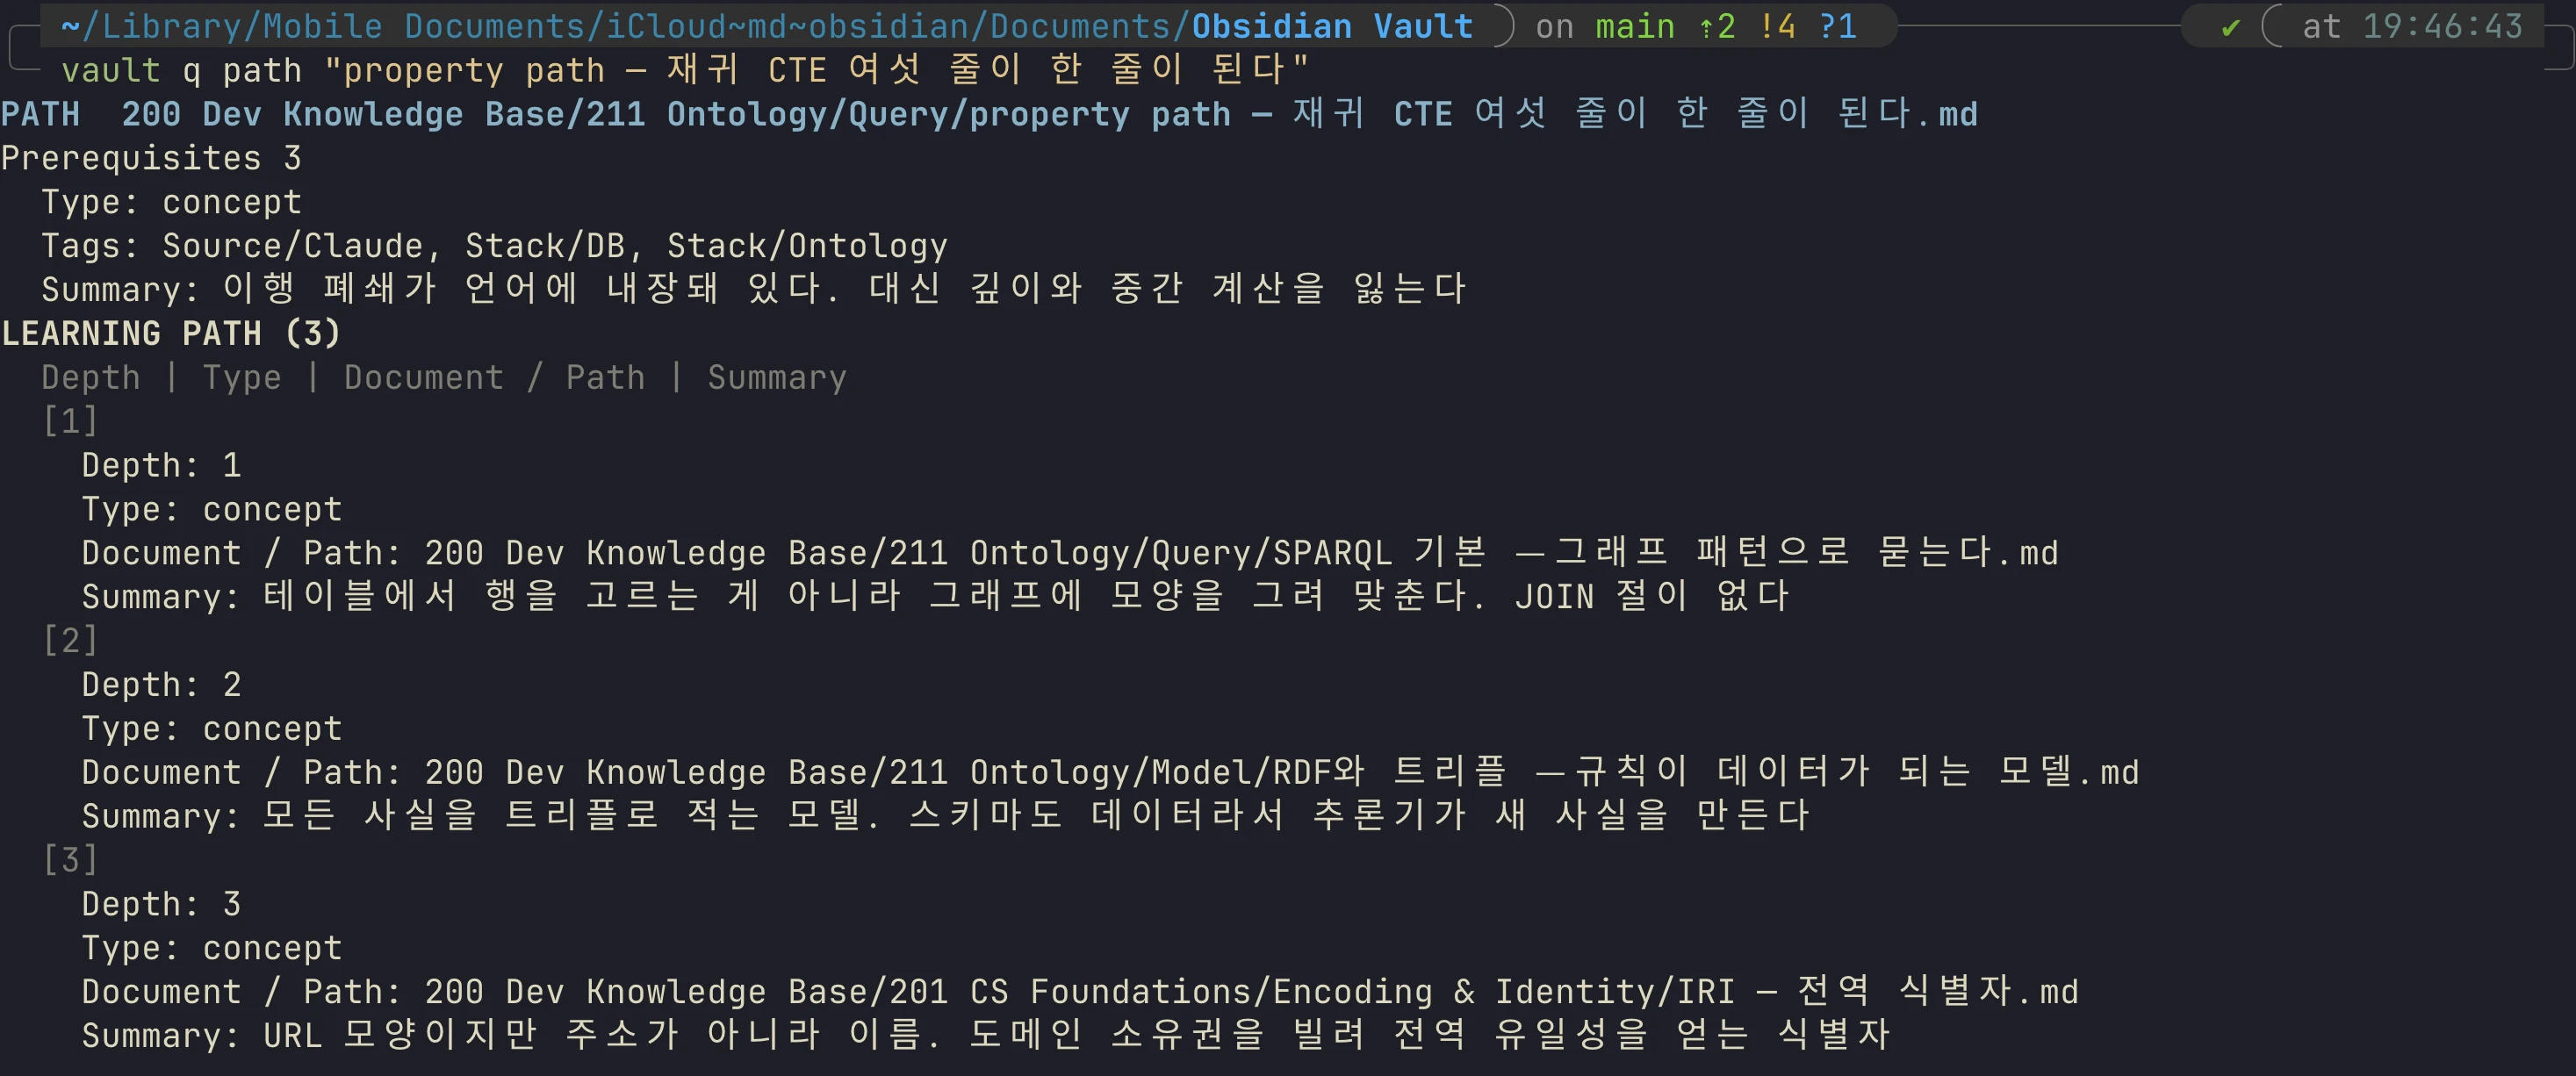 ~/Library/Mobile Documents/iCloud~md~obsidian/Documents/Obsidian Vault on main ⇡2 !4 ?1 ✔ at 19:46:43
vault q path "property path — 재귀 CTE 여섯 줄이 한 줄이 된다"
PATH  200 Dev Knowledge Base/211 Ontology/Query/property path — 재귀 CTE 여섯 줄이 한 줄이 된다.md
Prerequisites 3
  Type: concept
  Tags: Source/Claude, Stack/DB, Stack/Ontology
  Summary: 이행 폐쇄가 언어에 내장돼 있다. 대신 깊이와 중간 계산을 잃는다
LEARNING PATH (3)
  Depth | Type | Document / Path | Summary
  [1]
    Depth: 1
    Type: concept
    Document / Path: 200 Dev Knowledge Base/211 Ontology/Query/SPARQL 기본 — 그래프 패턴으로 묻는다.md
    Summary: 테이블에서 행을 고르는 게 아니라 그래프에 모양을 그려 맞춘다. JOIN 절이 없다
  [2]
    Depth: 2
    Type: concept
    Document / Path: 200 Dev Knowledge Base/211 Ontology/Model/RDF와 트리플 — 규칙이 데이터가 되는 모델.md
    Summary: 모든 사실을 트리플로 적는 모델. 스키마도 데이터라서 추론기가 새 사실을 만든다
  [3]
    Depth: 3
    Type: concept
    Document / Path: 200 Dev Knowledge Base/201 CS Foundations/Encoding & Identity/IRI — 전역 식별자.md
    Summary: URL 모양이지만 주소가 아니라 이름. 도메인 소유권을 빌려 전역 유일성을 얻는 식별자